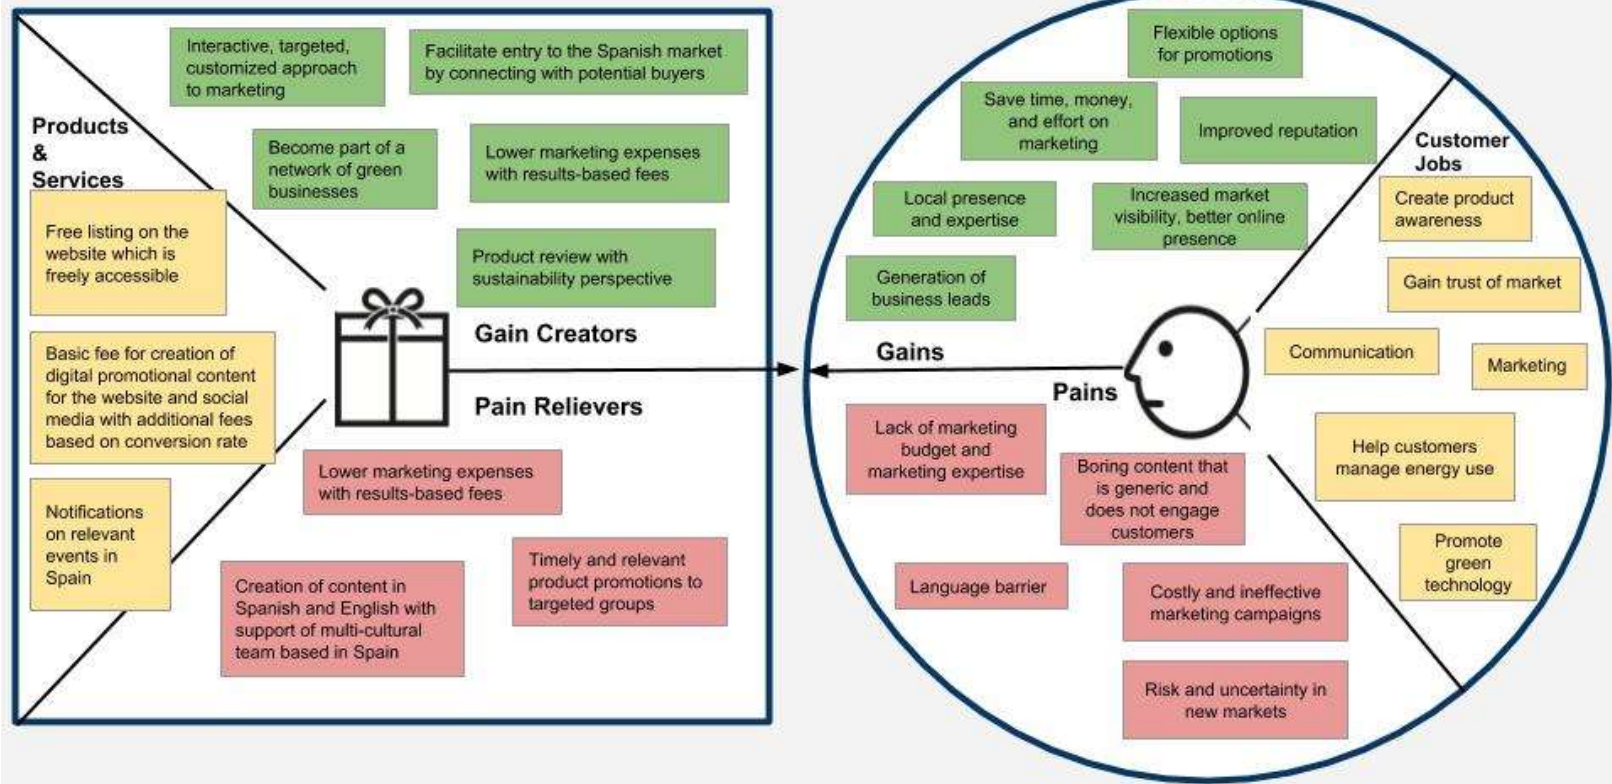 Interactive, targeted,
customized approach
to marketing
Facilitate entry to the Spanish market
by connecting with potential buyers
Products
&
Services
Become part of a
network of green
businesses
Lower marketing expenses
with results-based fees
Free listing on the
website which is
freely accessible
Product review with
sustainability perspective
Gain Creators
Basic fee for creation of
digital promotional content
for the website and social
media with additional fees
based on conversion rate
Pain Relievers
Lower marketing expenses
with results-based fees
Notifications
on relevant
events in
Spain
Creation of content in
Spanish and English with
support of multi-cultural
team based in Spain
Timely and relevant
product promotions to
targeted groups
Flexible options
for promotions
Save time, money,
and effort on
marketing
Improved reputation
Local presence
and expertise
Increased market
visibility, better online
presence
Generation of
business leads
Gains
Pains
Lack of marketing
budget and
marketing expertise
Boring content that
is generic and
does not engage
customers
Language barrier
Costly and ineffective
marketing campaigns
Risk and uncertainty in
new markets
Customer
Jobs
Create product
awareness
Gain trust of market
Communication
Marketing
Help customers
manage energy use
Promote
green
technology